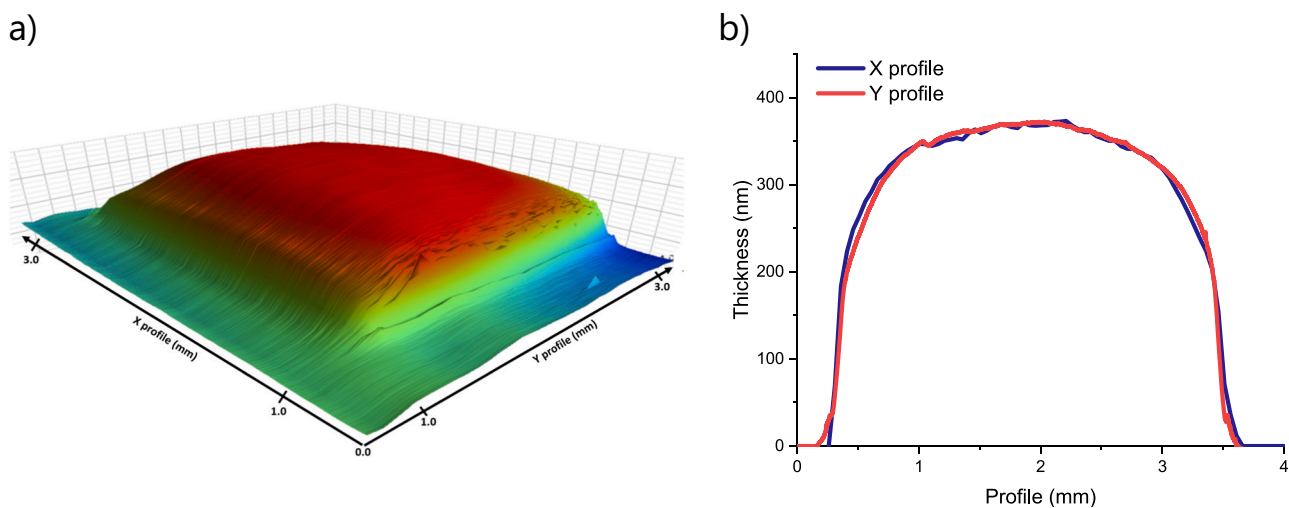 a)
3.0
X profile (mm)
1.0
0.0
1.0
Y profile (mm)
3.0
b)
X profile
Y profile
400
300
200
100
0
Thickness (nm)
0 1 2 3 4
Profile (mm)